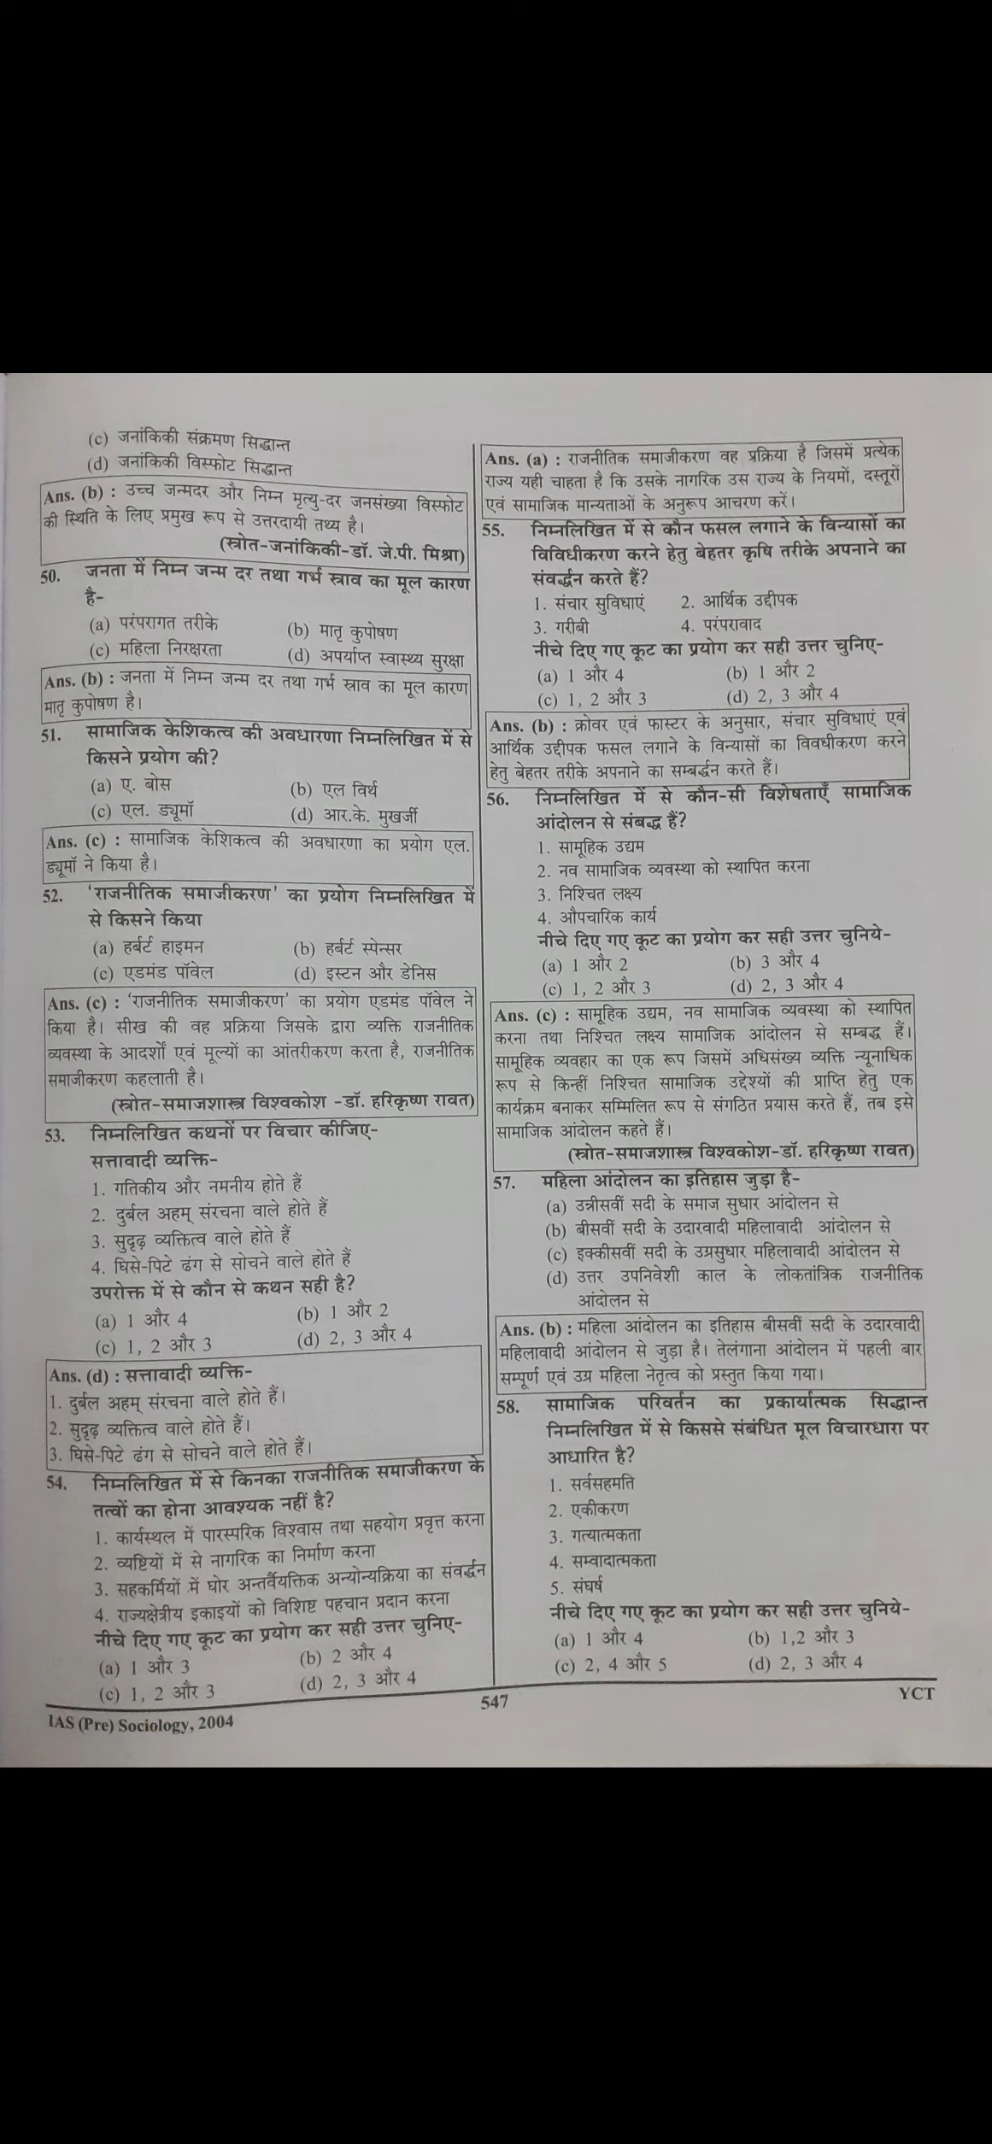 (c) जनांकिकी संक्रमण सिद्धान्त
(d) जनांकिकी विस्फोट सिद्धान्त
Ans. (b) : उच्च जन्मदर और निम्न मृत्यु-दर जनसंख्या विस्फोट
की स्थिति के लिए प्रमुख रूप से उत्तरदायी तथ्य है।
(स्त्रोत-जनांकिकी-डॉ. जे.पी. मिश्रा)
50. जनता में निम्न जन्म दर तथा गर्भ स्त्राव का मूल कारण
है-
(a) परंपरागत तरीके (b) मातृ कुपोषण
(c) महिला निरक्षरता (d) अपर्याप्त स्वास्थ्य सुरक्षा
Ans. (b) : जनता में निम्न जन्म दर तथा गर्भ स्त्राव का मूल कारण
मातृ कुपोषण है।
51. सामाजिक केशिकत्व की अवधारणा निम्नलिखित में से
किसने प्रयोग की?
(a) ए. बोस (b) एल विर्थ
(c) एल. ड्यूमॉ (d) आर.के. मुखर्जी
Ans. (c) : सामाजिक केशिकत्व की अवधारणा का प्रयोग एल.
ड्यूमॉ ने किया है।
52. 'राजनीतिक समाजीकरण' का प्रयोग निम्नलिखित में
से किसने किया
(a) हर्बर्ट हाइमन (b) हर्बर्ट स्पेन्सर
(c) एडमंड पॉवेल (d) इस्टन और डेनिस
Ans. (c) : 'राजनीतिक समाजीकरण' का प्रयोग एडमंड पॉवेल ने
किया है। सीख की वह प्रक्रिया जिसके द्वारा व्यक्ति राजनीतिक
व्यवस्था के आदर्शों एवं मूल्यों का आंतरीकरण करता है, राजनीतिक
समाजीकरण कहलाती है।
(स्त्रोत-समाजशास्त्र विश्वकोश -डॉ. हरिकृष्ण रावत)
53. निम्नलिखित कथनों पर विचार कीजिए-
सत्तावादी व्यक्ति-
1. गतिकीय और नमनीय होते हैं
2. दुर्बल अहम् संरचना वाले होते हैं
3. सुदृढ़ व्यक्तित्व वाले होते हैं
4. घिसे-पिटे ढंग से सोचने वाले होते हैं
उपरोक्त में से कौन से कथन सही है?
(a) 1 और 4 (b) 1 और 2
(c) 1, 2 और 3 (d) 2, 3 और 4
Ans. (d) : सत्तावादी व्यक्ति-
1. दुर्बल अहम् संरचना वाले होते हैं।
2. सुदृढ़ व्यक्तित्व वाले होते हैं।
3. घिसे-पिटे ढंग से सोचने वाले होते हैं।
54. निम्नलिखित में से किनका राजनीतिक समाजीकरण के
तत्वों का होना आवश्यक नहीं है?
1. कार्यस्थल में पारस्परिक विश्वास तथा सहयोग प्रवृत्त करना
2. व्यष्टियों में से नागरिक का निर्माण करना
3. सहकर्मियों में घोर अन्तर्वैयक्तिक अन्योन्यक्रिया का संवर्द्धन
4. राज्यक्षेत्रीय इकाइयों को विशिष्ट पहचान प्रदान करना
नीचे दिए गए कूट का प्रयोग कर सही उत्तर चुनिए-
(a) 1 और 3 (b) 2 और 4
(c) 1, 2 और 3 (d) 2, 3 और 4
Ans. (a) : राजनीतिक समाजीकरण वह प्रक्रिया है जिसमें प्रत्येक
राज्य यही चाहता है कि उसके नागरिक उस राज्य के नियमों, दस्तूरों
एवं सामाजिक मान्यताओं के अनुरूप आचरण करें।
55. निम्नलिखित में से कौन फसल लगाने के विन्यासों का
विविधीकरण करने हेतु बेहतर कृषि तरीके अपनाने का
संवर्द्धन करते हैं?
1. संचार सुविधाएं 2. आर्थिक उद्दीपक
3. गरीबी 4. परंपरावाद
नीचे दिए गए कूट का प्रयोग कर सही उत्तर चुनिए-
(a) 1 और 4 (b) 1 और 2
(c) 1, 2 और 3 (d) 2, 3 और 4
Ans. (b) : क्रोवर एवं फास्टर के अनुसार, संचार सुविधाएं एवं
आर्थिक उद्दीपक फसल लगाने के विन्यासों का विवधीकरण करने
हेतु बेहतर तरीके अपनाने का सम्बर्द्धन करते हैं।
56. निम्नलिखित में से कौन-सी विशेषताएँ सामाजिक
आंदोलन से संबद्ध हैं?
1. सामूहिक उद्यम
2. नव सामाजिक व्यवस्था को स्थापित करना
3. निश्चित लक्ष्य
4. औपचारिक कार्य
नीचे दिए गए कूट का प्रयोग कर सही उत्तर चुनिये-
(a) 1 और 2 (b) 3 और 4
(c) 1, 2 और 3 (d) 2, 3 और 4
Ans. (c) : सामूहिक उद्यम, नव सामाजिक व्यवस्था को स्थापित
करना तथा निश्चित लक्ष्य सामाजिक आंदोलन से सम्बद्ध हैं।
सामूहिक व्यवहार का एक रूप जिसमें अधिसंख्य व्यक्ति न्यूनाधिक
रूप से किन्हीं निश्चित सामाजिक उद्देश्यों की प्राप्ति हेतु एक
कार्यक्रम बनाकर सम्मिलित रूप से संगठित प्रयास करते हैं, तब इसे
सामाजिक आंदोलन कहते हैं।
(स्त्रोत-समाजशास्त्र विश्वकोश-डॉ. हरिकृष्ण रावत)
57. महिला आंदोलन का इतिहास जुड़ा है-
(a) उन्नीसवीं सदी के समाज सुधार आंदोलन से
(b) बीसवीं सदी के उदारवादी महिलावादी आंदोलन से
(c) इक्कीसवीं सदी के उग्रसुधार महिलावादी आंदोलन से
(d) उत्तर उपनिवेशी काल के लोकतांत्रिक राजनीतिक
आंदोलन से
Ans. (b) : महिला आंदोलन का इतिहास बीसवीं सदी के उदारवादी
महिलावादी आंदोलन से जुड़ा है। तेलंगाना आंदोलन में पहली बार
सम्पूर्ण एवं उग्र महिला नेतृत्व को प्रस्तुत किया गया।
58. सामाजिक परिवर्तन का प्रकार्यात्मक सिद्धान्त
निम्नलिखित में से किससे संबंधित मूल विचारधारा पर
आधारित है?
1. सर्वसहमति
2. एकीकरण
3. गत्यात्मकता
4. सम्वादात्मकता
5. संघर्ष
नीचे दिए गए कूट का प्रयोग कर सही उत्तर चुनिये-
(a) 1 और 4 (b) 1,2 और 3
(c) 2, 4 और 5 (d) 2, 3 और 4
IAS (Pre) Sociology, 2004 547 YCT